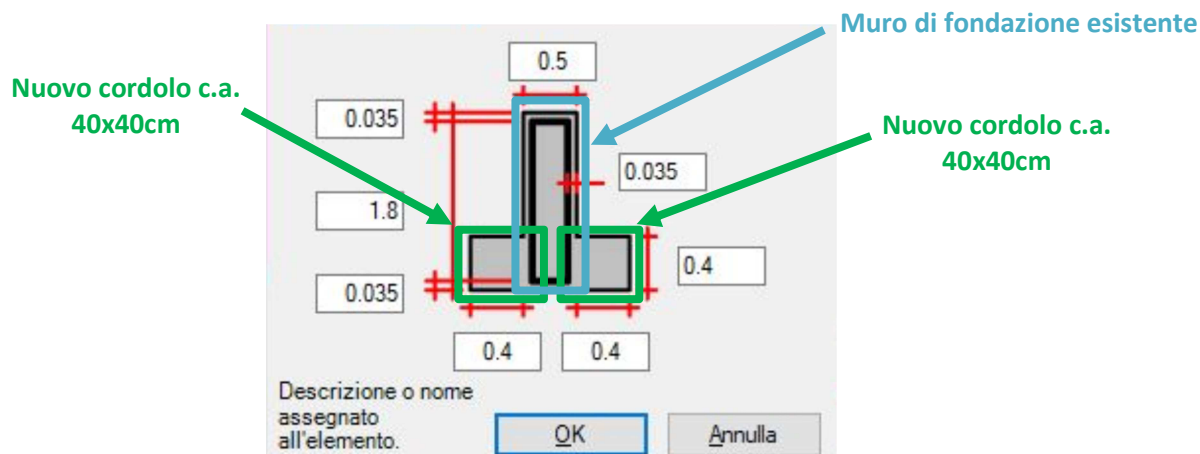 Muro di fondazione esistente
0.5
Nuovo cordolo c.a.
40x40cm
0.035
Nuovo cordolo c.a.
40x40cm
0.035
1.8
0.4
0.035
0.4
0.4
Descrizione o nome
assegnato
all'elemento.
OK
Annulla